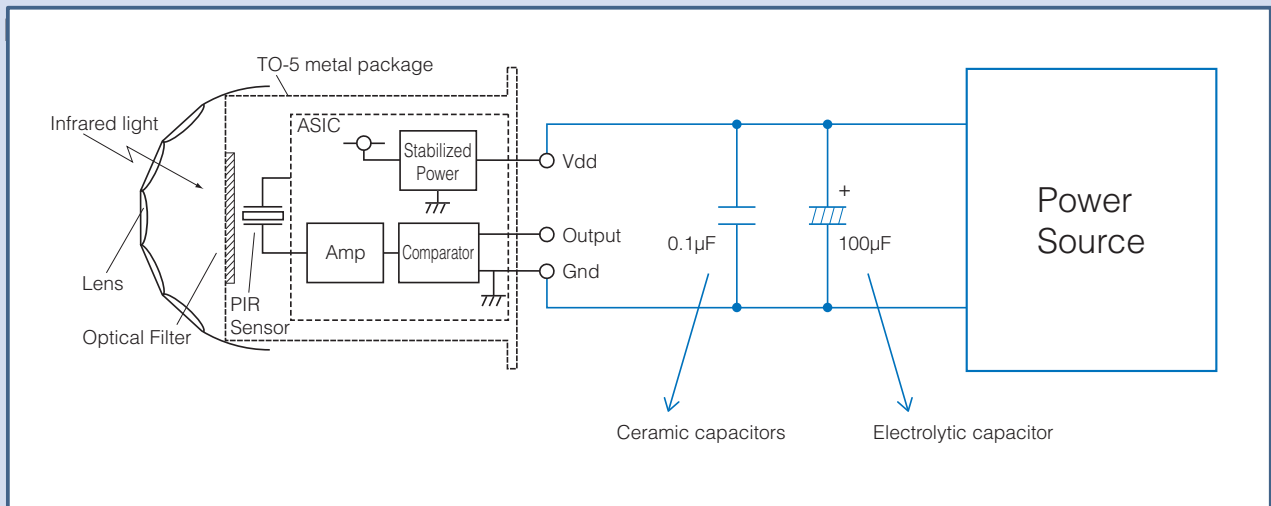 TO-5 metal package
Infrared light
ASIC
Stabilized
Power
Vdd
Amp
Comparator
Output
Gnd
Lens
Optical Filter
PIR
Sensor
0.1µF
+
100µF
Power
Source
Ceramic capacitors
Electrolytic capacitor